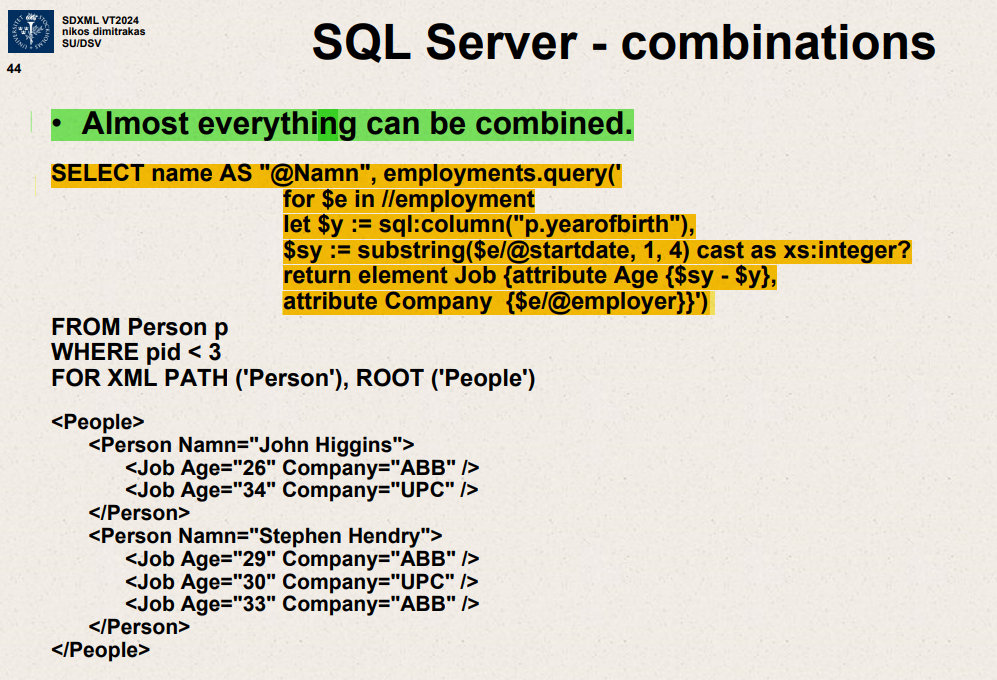 SDXML VT2024
nikos dimitrakas
SU/DSV
44
SQL Server - combinations
• Almost everything can be combined.
SELECT name AS "@Namn", employments.query('
for $e in //employment
let $y := sql:column("p.yearofbirth"),
$sy := substring($e/@startdate, 1, 4) cast as xs:integer?
return element Job {attribute Age {$sy - $y},
attribute Company {$e/@employer}}')
FROM Person p
WHERE pid < 3
FOR XML PATH ('Person'), ROOT ('People')
<People>
<Person Namn="John Higgins">
<Job Age="26" Company="ABB" />
<Job Age="34" Company="UPC" />
</Person>
<Person Namn="Stephen Hendry">
<Job Age="29" Company="ABB" />
<Job Age="30" Company="UPC" />
<Job Age="33" Company="ABB" />
</Person>
</People>